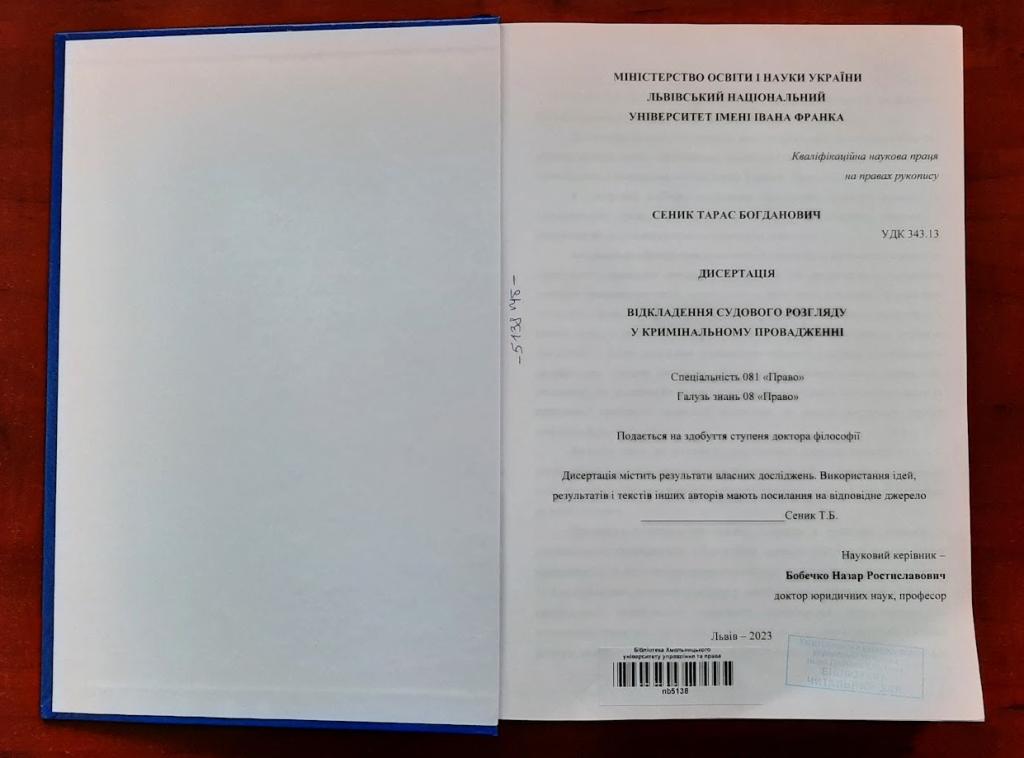 МІНІСТЕРСТВО ОСВІТИ І НАУКИ УКРАЇНИ
ЛЬВІВСЬКИЙ НАЦІОНАЛЬНИЙ
УНІВЕРСИТЕТ ІМЕНІ ІВАНА ФРАНКА
Кваліфікаційна наукова праця
на правах рукопису
СЕНИК ТАРАС БОГДАНОВИЧ
УДК 343.13
ДИСЕРТАЦІЯ
ВІДКЛАДЕННЯ СУДОВОГО РОЗГЛЯДУ
У КРИМІНАЛЬНОМУ ПРОВАДЖЕННІ
Спеціальність 081 «Право»
Галузь знань 08 «Право»
Подається на здобуття ступеня доктора філософії
Дисертація містить результати власних досліджень. Використання ідей,
результатів і текстів інших авторів мають посилання на відповідне джерело
Сеник Т.Б.
Науковий керівник –
Бобечко Назар Ростиславович
доктор юридичних наук, професор
Львів – 2023
Бібліотека Хмельницького
університету управління та права
nb5138
5138